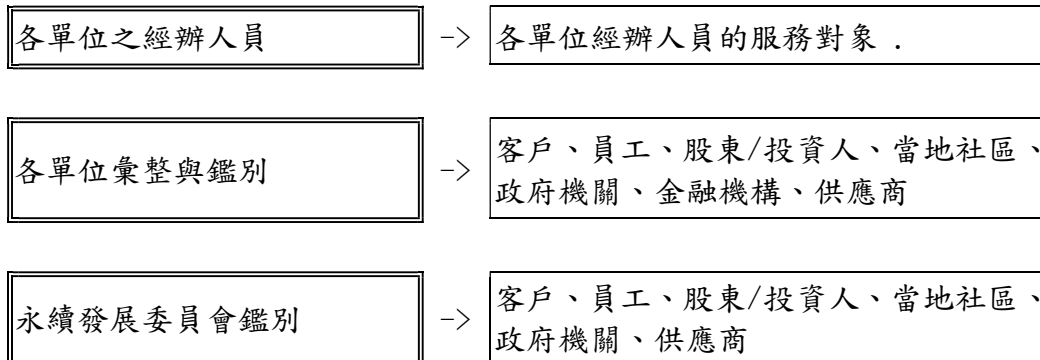 各單位之經辦人員 -> 各單位經辦人員的服務對象 .
各單位彙整與鑑別 -> 客戶、員工、股東/投資人、當地社區、
政府機關、金融機構、供應商
永續發展委員會鑑別 -> 客戶、員工、股東/投資人、當地社區、
政府機關、供應商